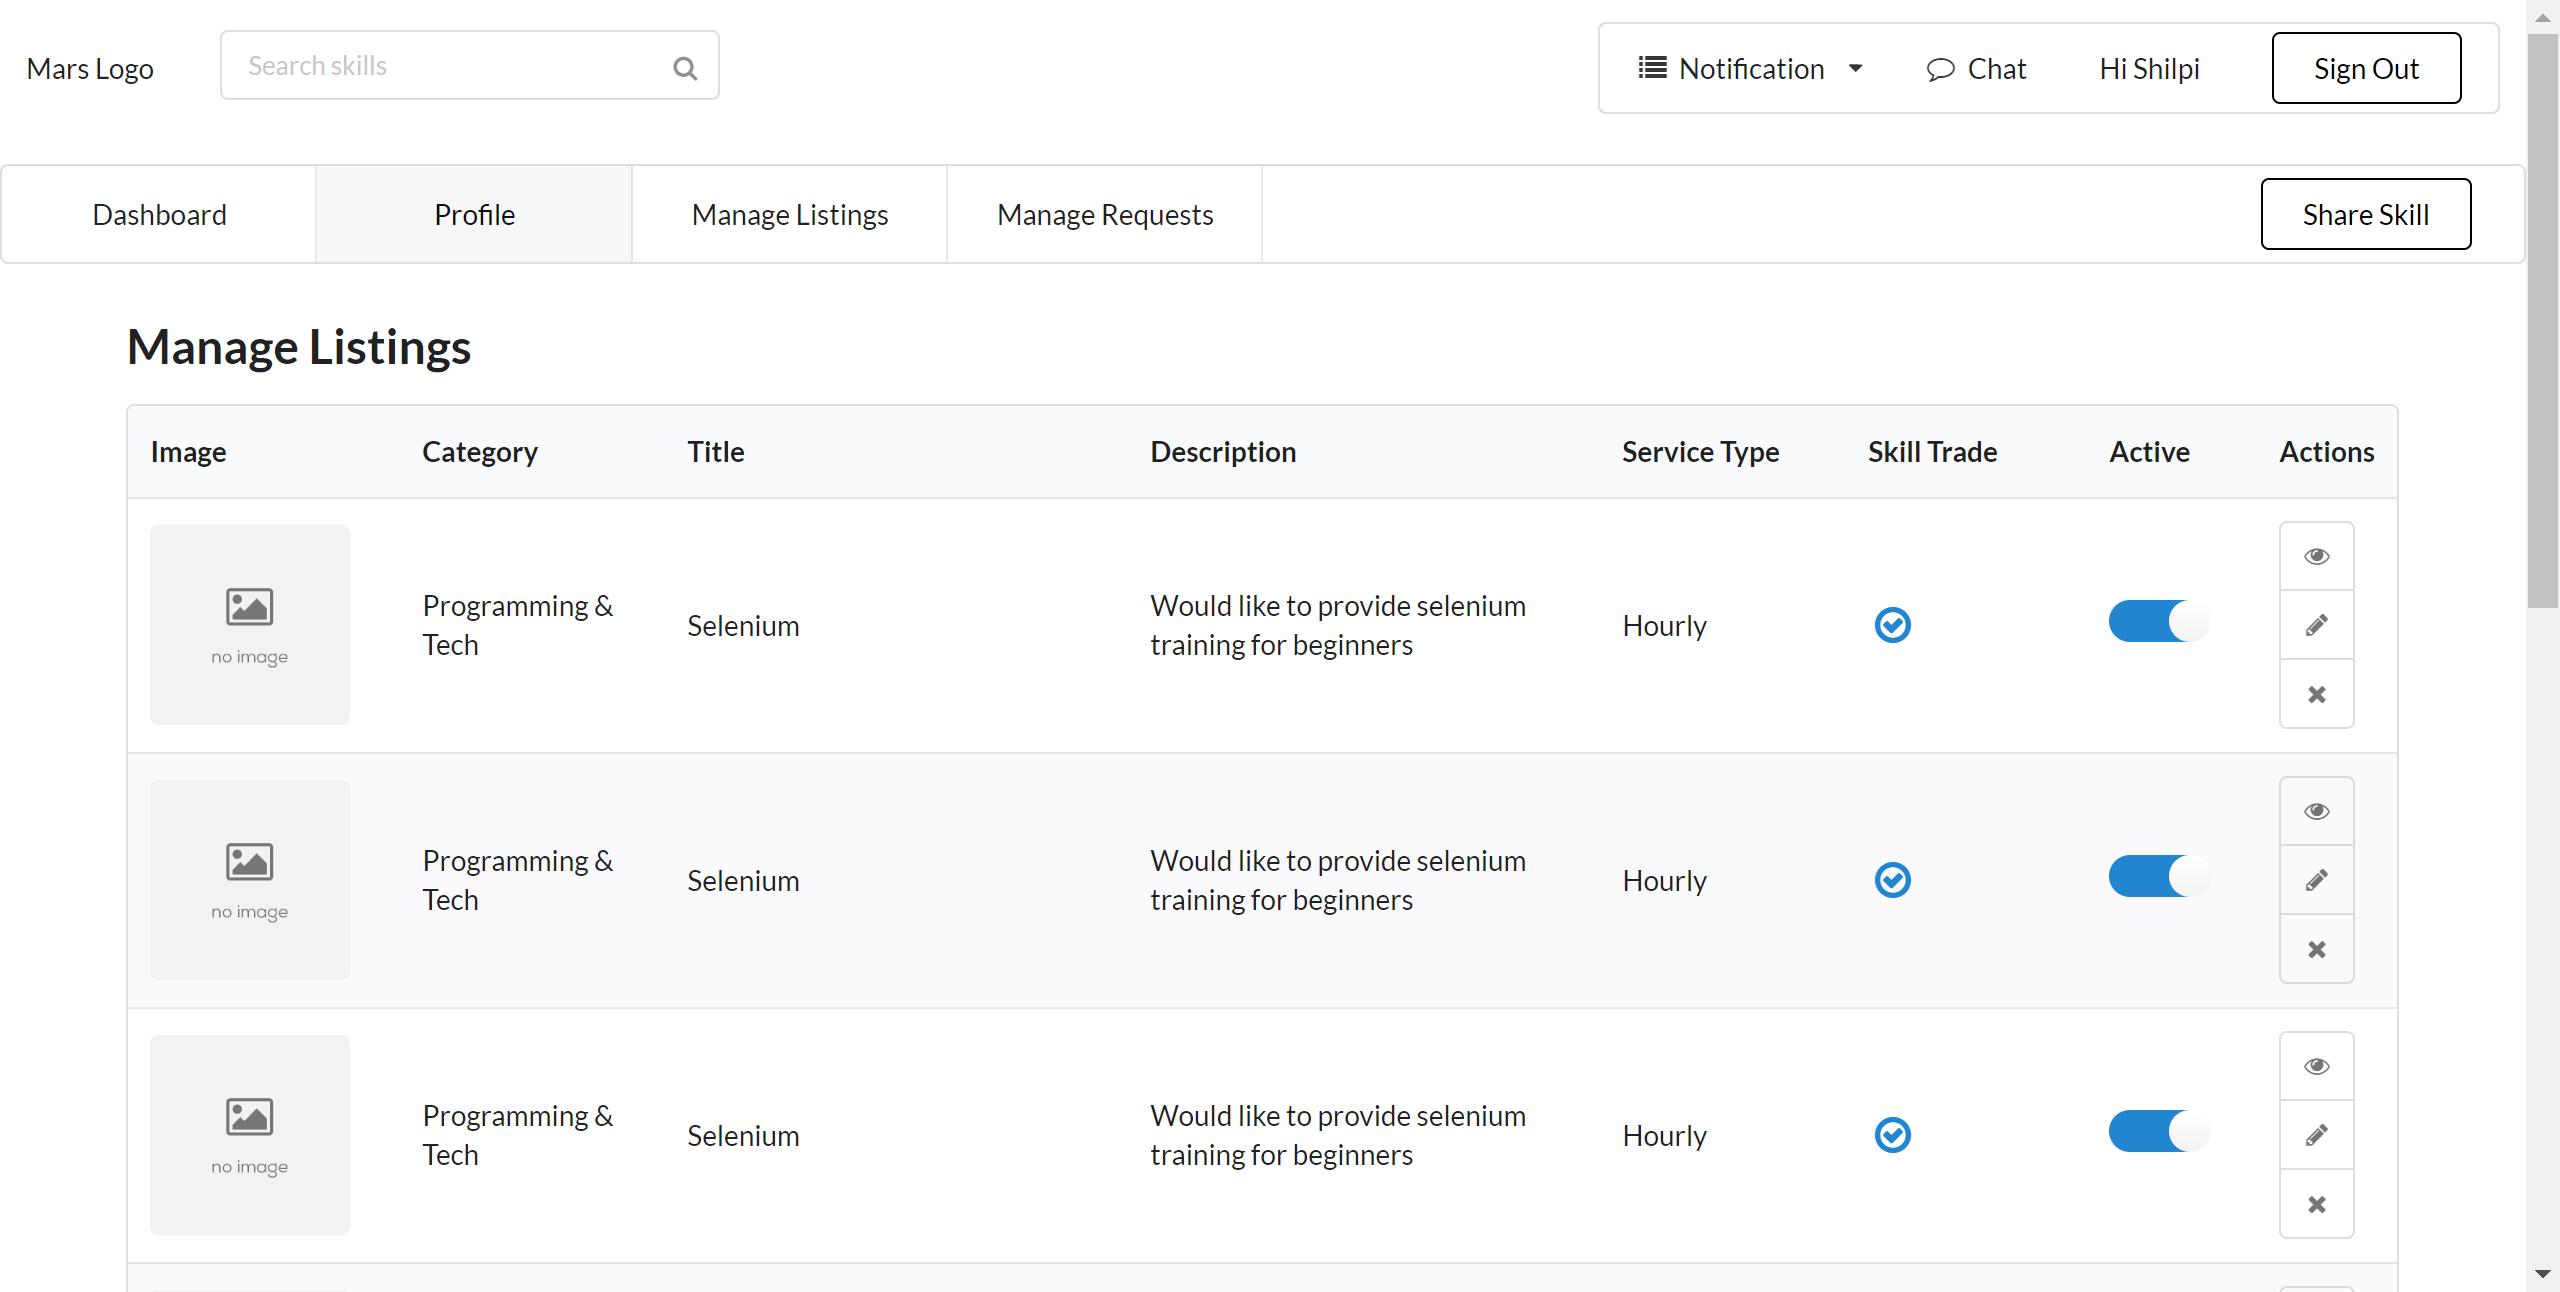 Mars Logo
Search skills
Notification
Chat
Hi Shilpi
Sign Out
Dashboard
Profile
Manage Listings
Manage Requests
Share Skill
Manage Listings
Image
Category
Title
Description
Service Type
Skill Trade
Active
Actions
no image
Programming &
Tech
Selenium
Would like to provide selenium
training for beginners
Hourly
no image
Programming &
Tech
Selenium
Would like to provide selenium
training for beginners
Hourly
no image
Programming &
Tech
Selenium
Would like to provide selenium
training for beginners
Hourly